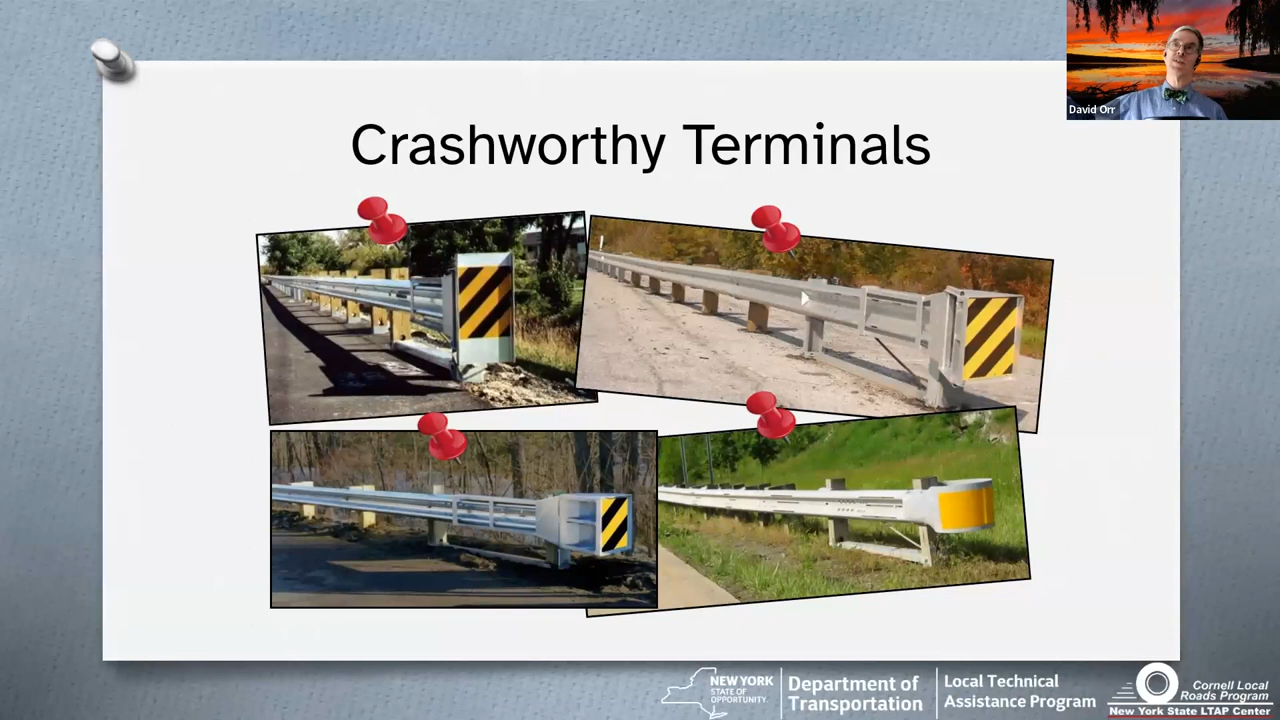 David Orr
Crashworthy Terminals
NEW YORK
STATE OF
OPPORTUNITY.
Department of
Transportation
Local Technical
Assistance Program
Cornell Local
Roads Program
New York State LTAP Center